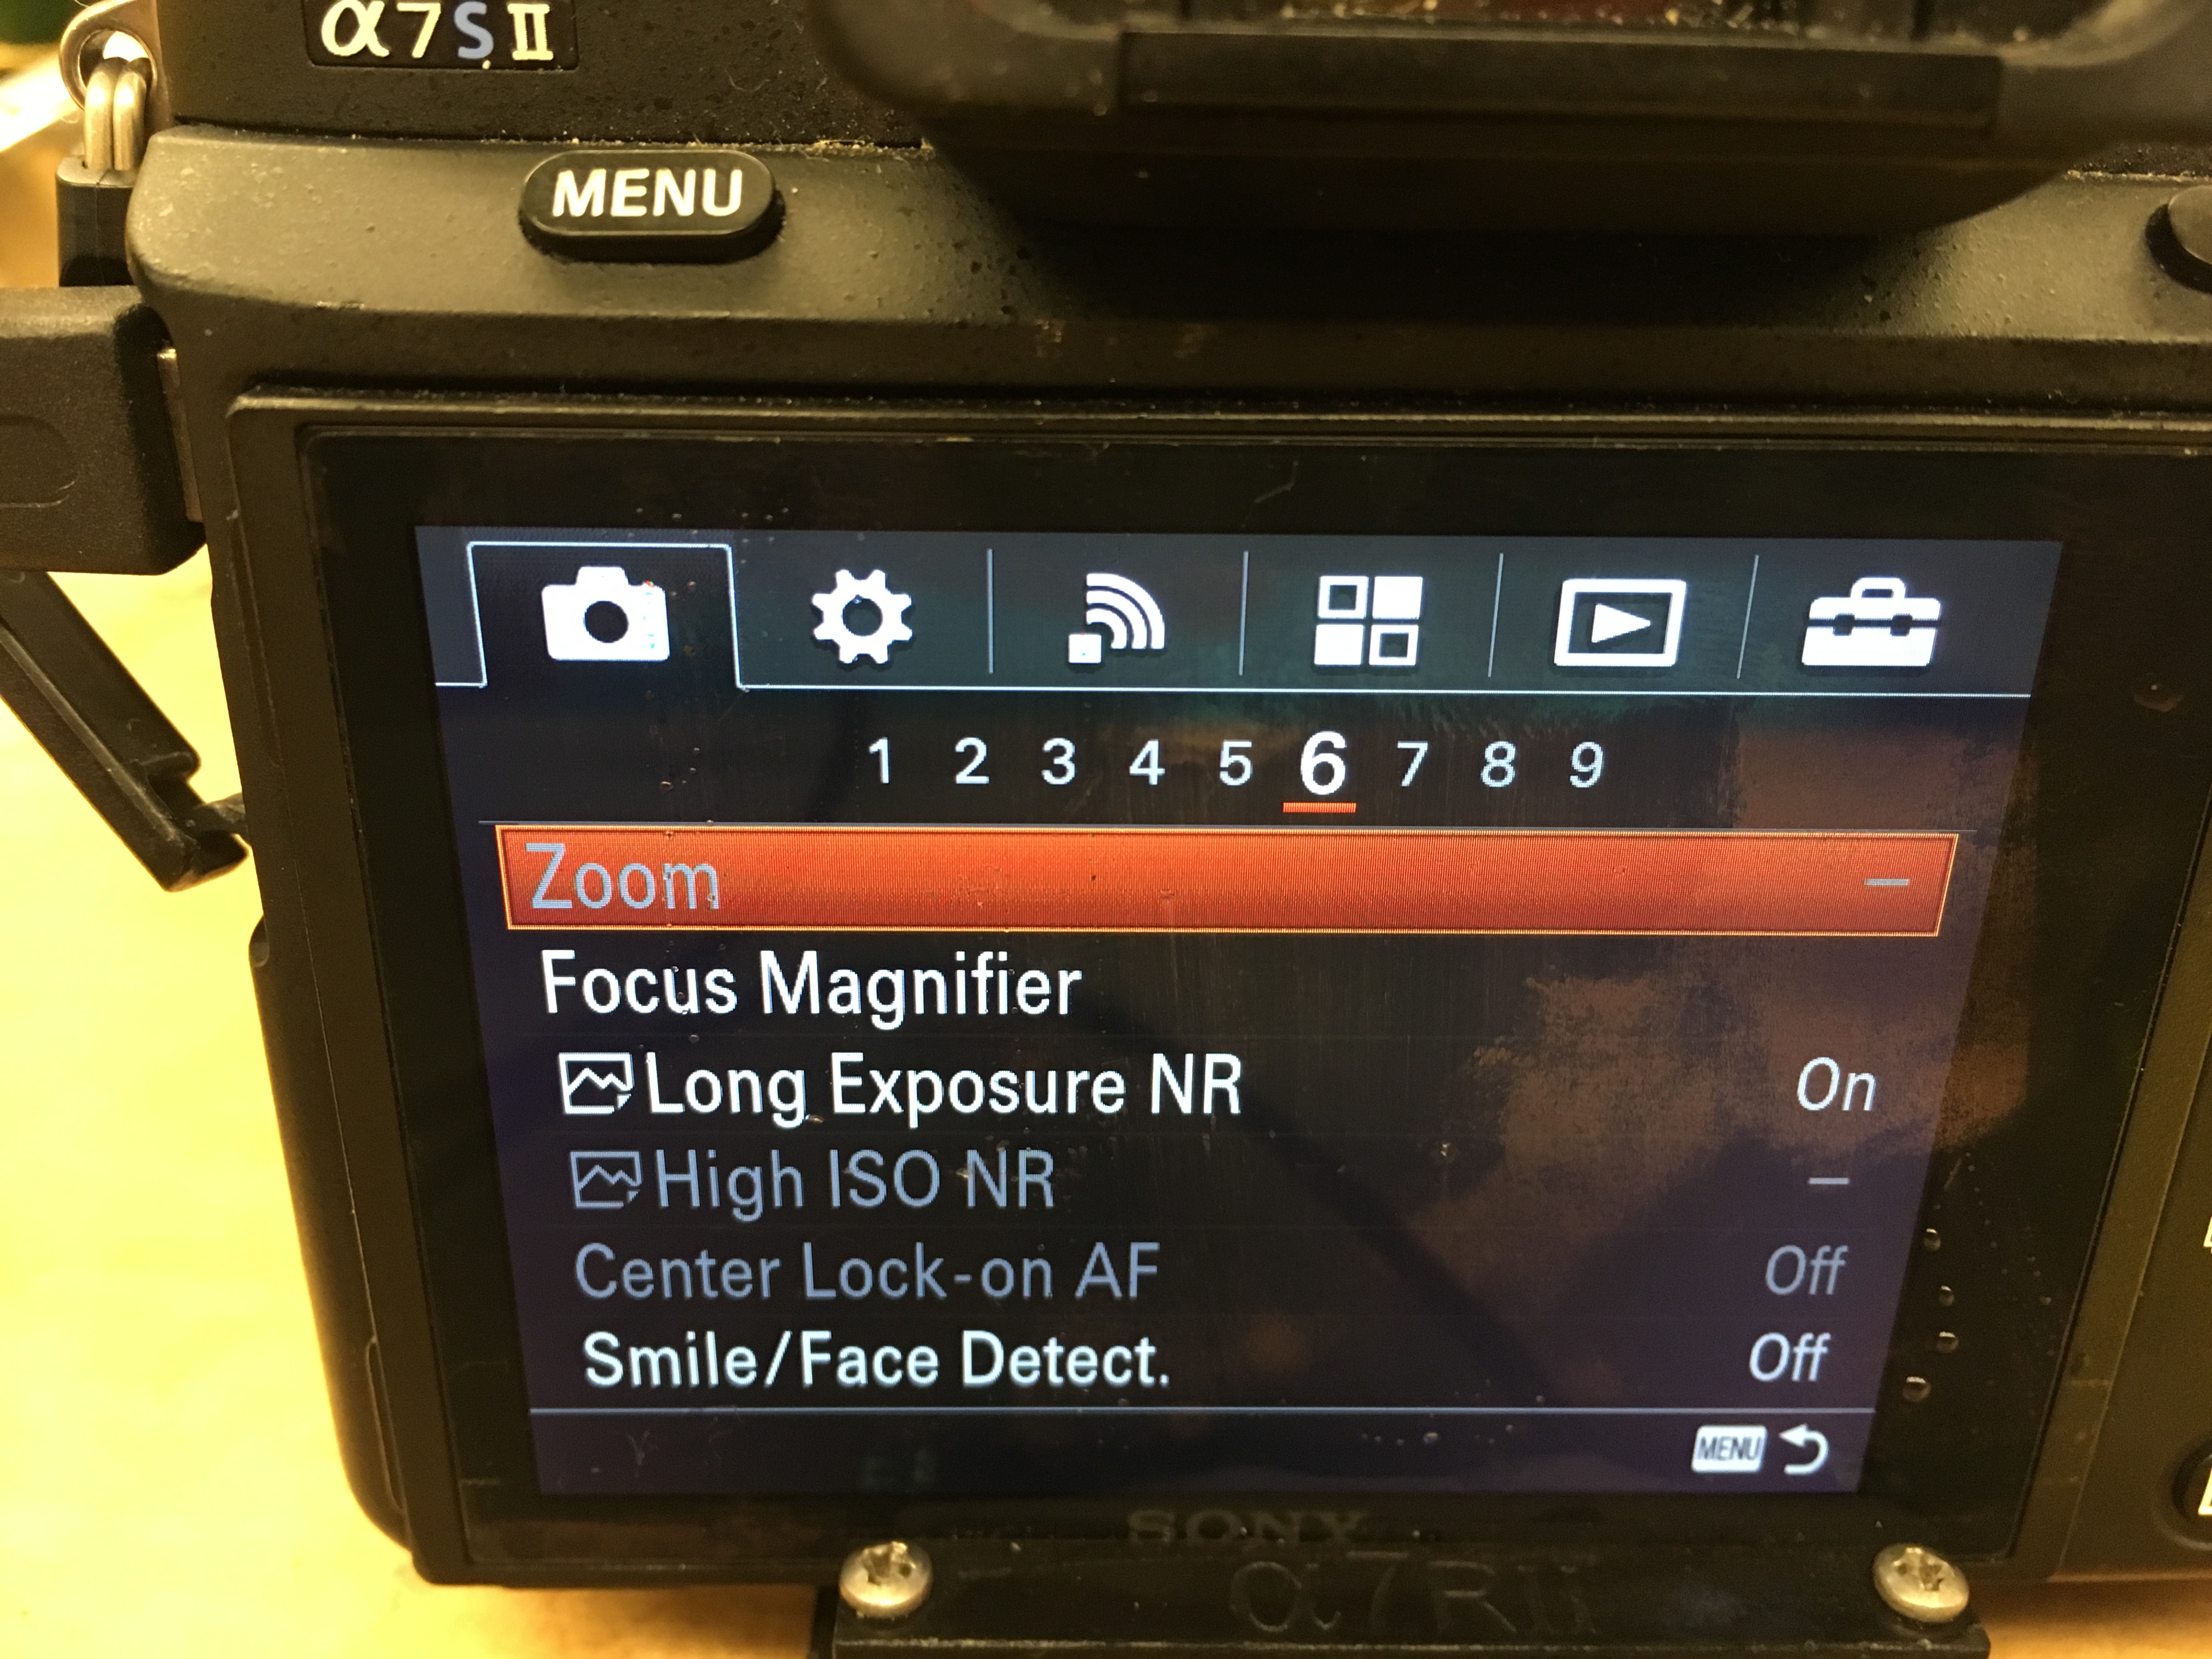 α7SII
MENU
1 2 3 4 5 6 7 8 9
Zoom –
Focus Magnifier
Long Exposure NR On
High ISO NR –
Center Lock-on AF Off
Smile/Face Detect. Off
MENU
SONY
α7RII